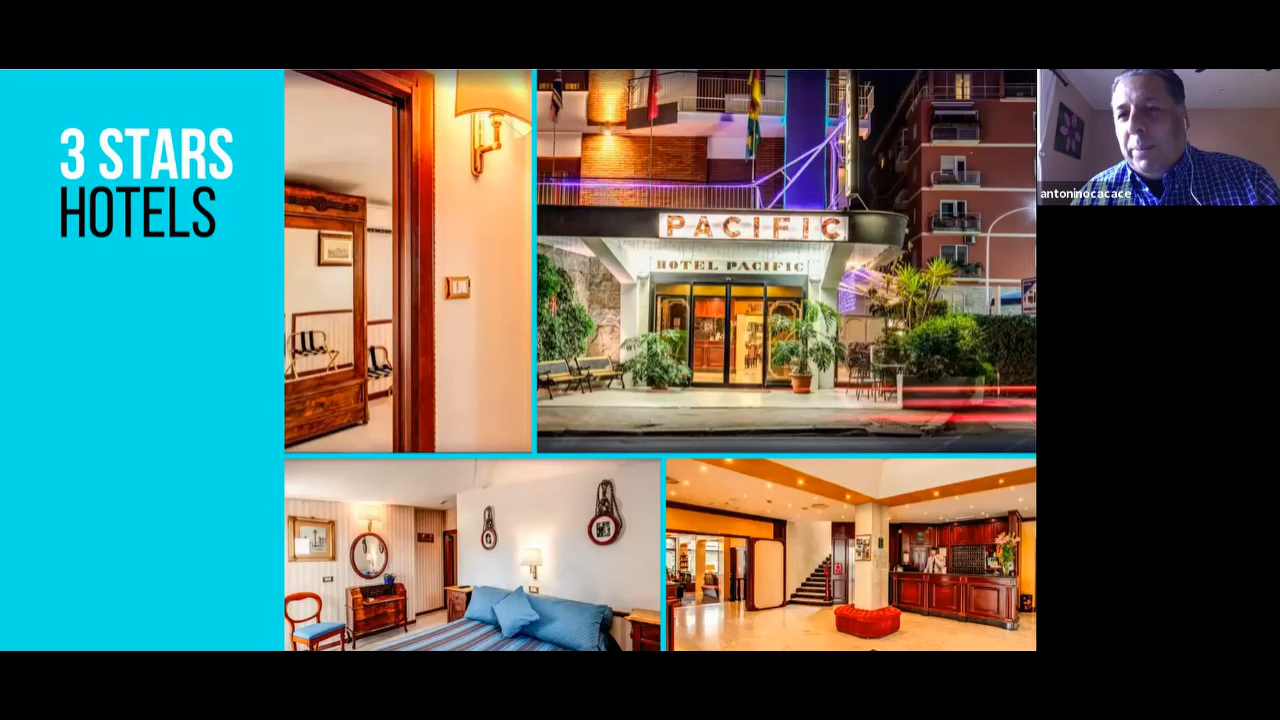 3 STARS
HOTELS
PACIFIC
HOTEL PACIFIC
antoninocacace